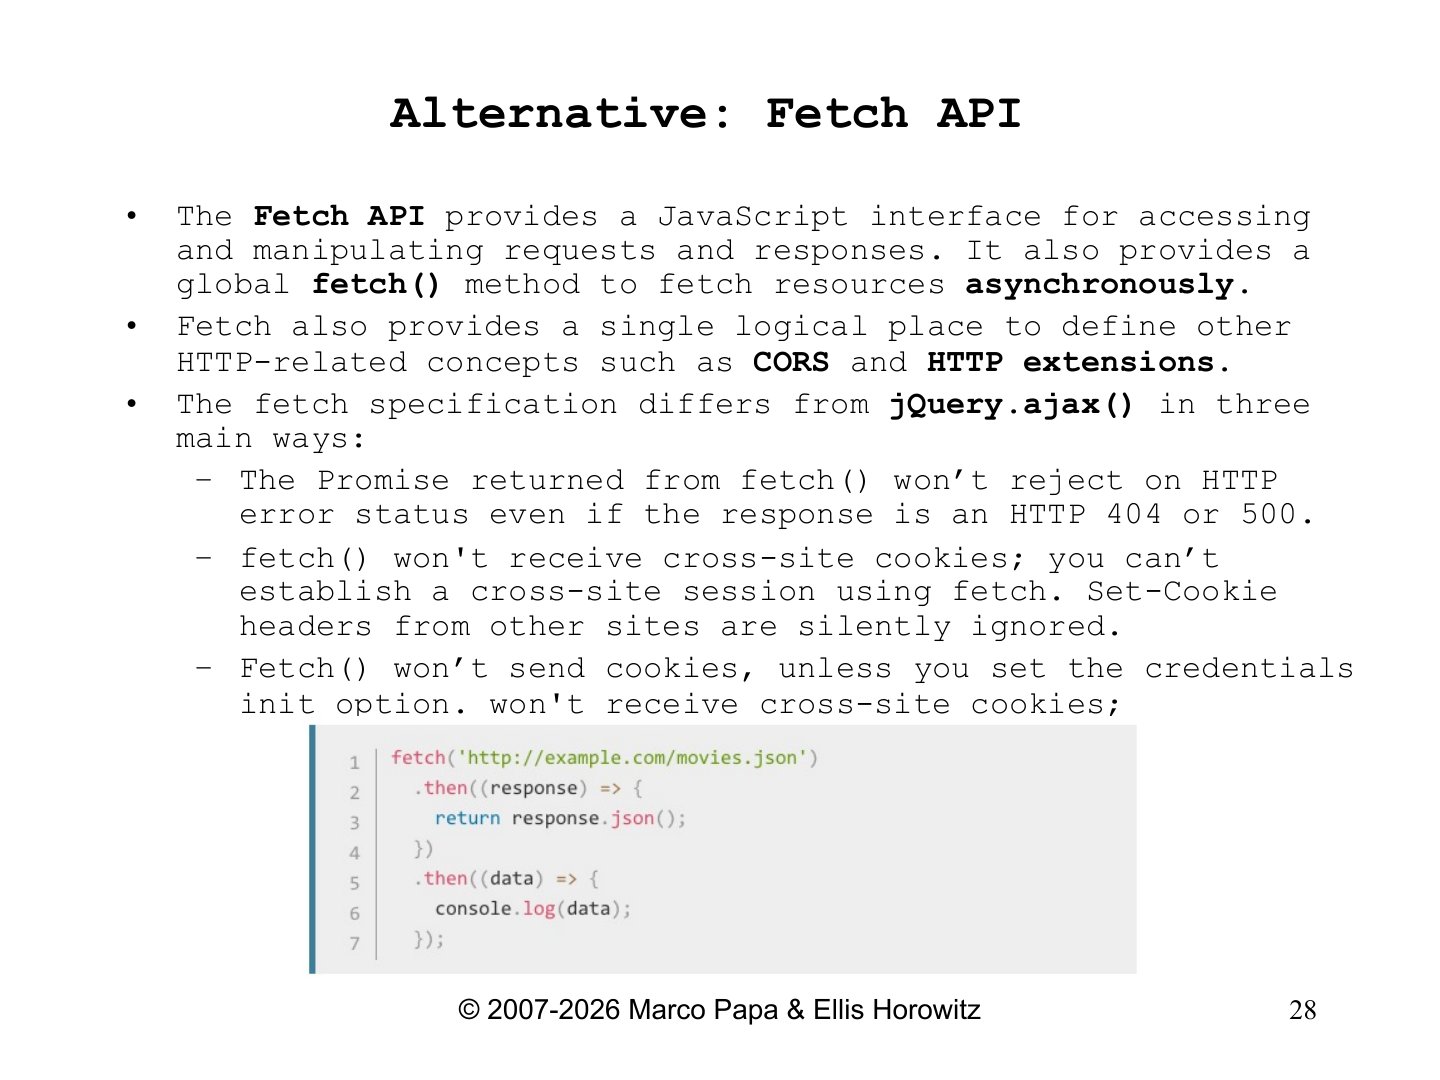 Alternative: Fetch API
• The Fetch API provides a JavaScript interface for accessing
and manipulating requests and responses. It also provides a
global fetch() method to fetch resources asynchronously.
• Fetch also provides a single logical place to define other
HTTP-related concepts such as CORS and HTTP extensions.
• The fetch specification differs from jQuery.ajax() in three
main ways:
– The Promise returned from fetch() won’t reject on HTTP
error status even if the response is an HTTP 404 or 500.
– fetch() won't receive cross-site cookies; you can’t
establish a cross-site session using fetch. Set-Cookie
headers from other sites are silently ignored.
– Fetch() won’t send cookies, unless you set the credentials
init option. won't receive cross-site cookies;
1 fetch('http://example.com/movies.json')
2 .then((response) => {
3 return response.json();
4 })
5 .then((data) => {
6 console.log(data);
7 });
© 2007-2026 Marco Papa & Ellis Horowitz
28